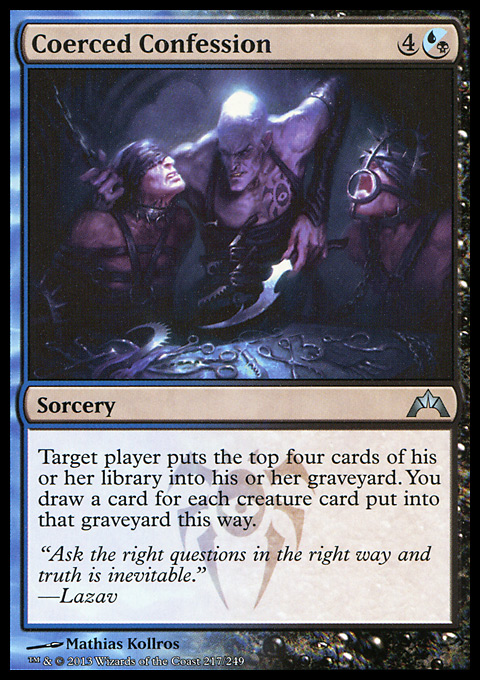 Coerced Confession 4
Sorcery
Target player puts the top four cards of his
or her library into his or her graveyard. You
draw a card for each creature card put into
that graveyard this way.
“Ask the right questions in the right way and
truth is inevitable.”
—Lazav
Mathias Kollros
™ & © 2013 Wizards of the Coast 217/249